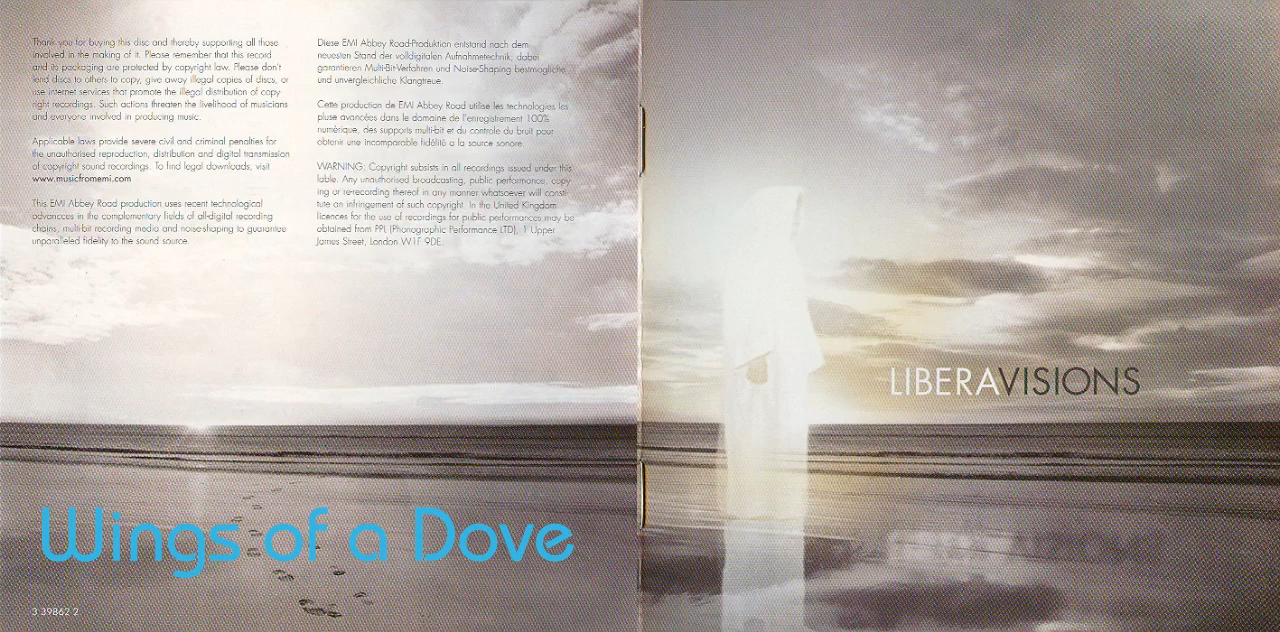 Thank you for buying this disc and thereby supporting all those
involved in the making of it. Please remember that this record
and its packaging are protected by copyright law. Please don't
lend discs to others to copy, give away illegal copies of discs, or
use internet services that promote the illegal distribution of copy-
right recordings. Such actions threaten the livelihood of musicians
and everyone involved in producing music.
Applicable laws provide severe civil and criminal penalties for
the unauthorised reproduction, distribution and digital transmission
of copyright sound recordings. To find legal downloads, visit
www.musicfromemi.com
This EMI Abbey Road production uses recent technological
advances in the complementary fields of all-digital recording
chains, multi-bit recording media and noise-shaping to guarantee
unparalleled fidelity to the sound source.
Diese EMI Abbey Road-Produktion entstand nach dem
neuesten Stand der volldigitalen Aufnahmetechnik, dabei
garantieren Multi-Bit-Verfahren und Noise-Shaping bestmögliche
und unvergleichliche Klangtreue.
Cette production de EMI Abbey Road utilise les technologies les
pluse avancées dans le domaine de l'enregistrement 100%
numérique, des supports multi-bit et du controle du bruit pour
obtenir une incomparable fidélité a la source sonore.
WARNING: Copyright subsists in all recordings issued under this
lable. Any unauthorised broadcasting, public performance, copy-
ing or re-recording thereof in any manner whatsoever will consti-
tute an infringement of such copyright. In the United Kingdom
licences for the use of recordings for public performances may be
obtained from PPL (Phonographic Performance LTD), 1 Upper
James Street, London W1F 9DE.
Wings of a Dove
3 39862 2
LIBERAVISIONS